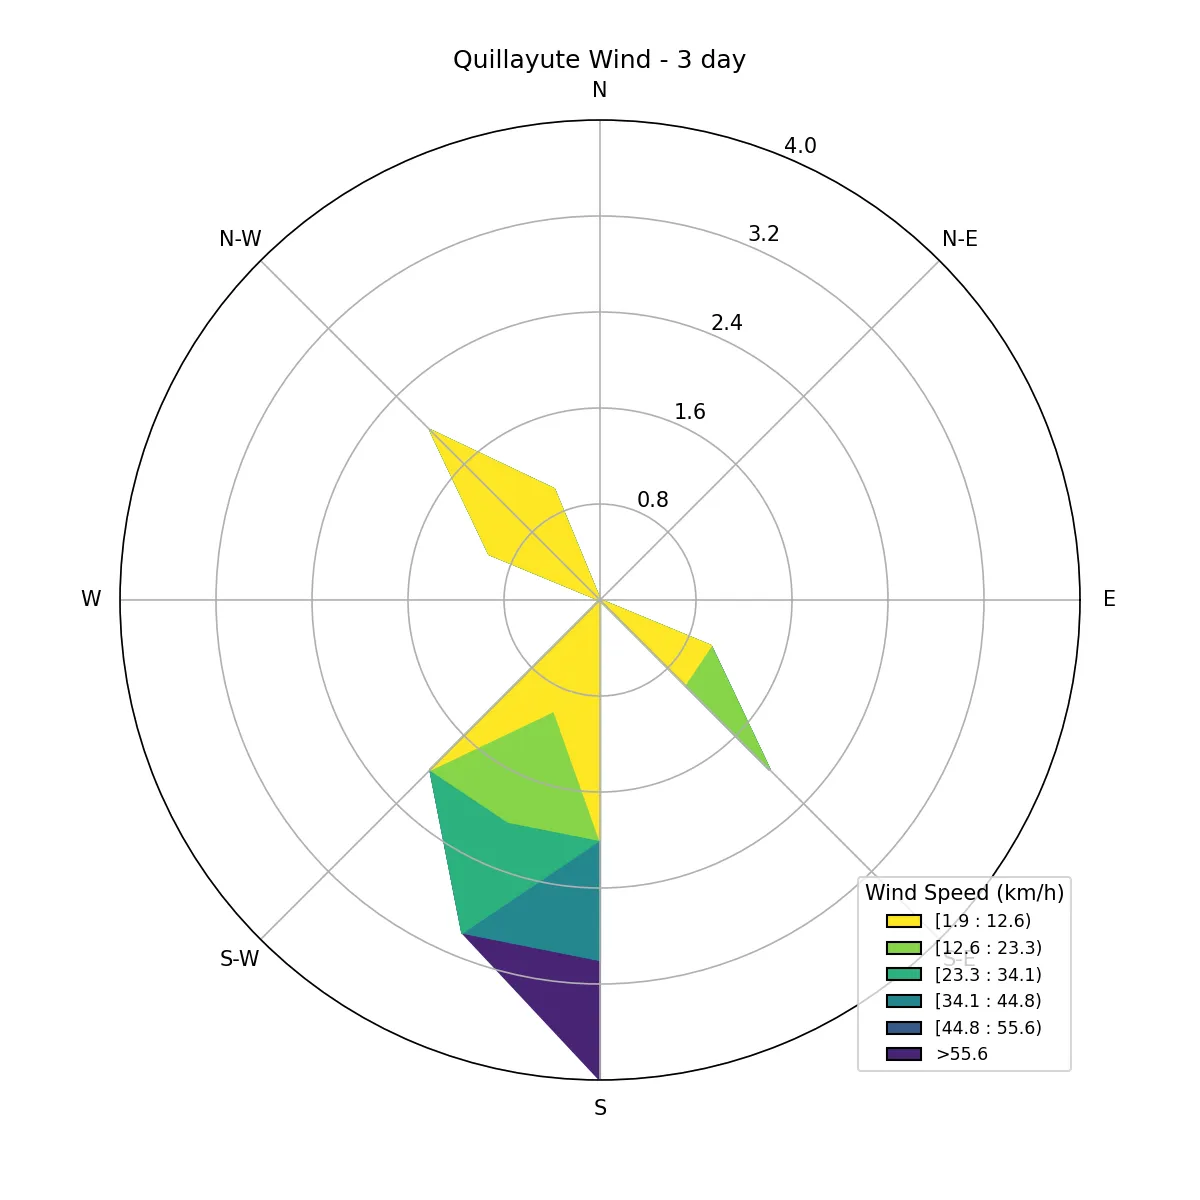 Quillayute Wind - 3 day
N
4.0
N-W
N-E
3.2
2.4
1.6
0.8
W
E
Wind Speed (km/h)
[1.9 : 12.6)
[12.6 : 23.3)
S-W
S-E
[23.3 : 34.1)
[34.1 : 44.8)
[44.8 : 55.6)
>55.6
S